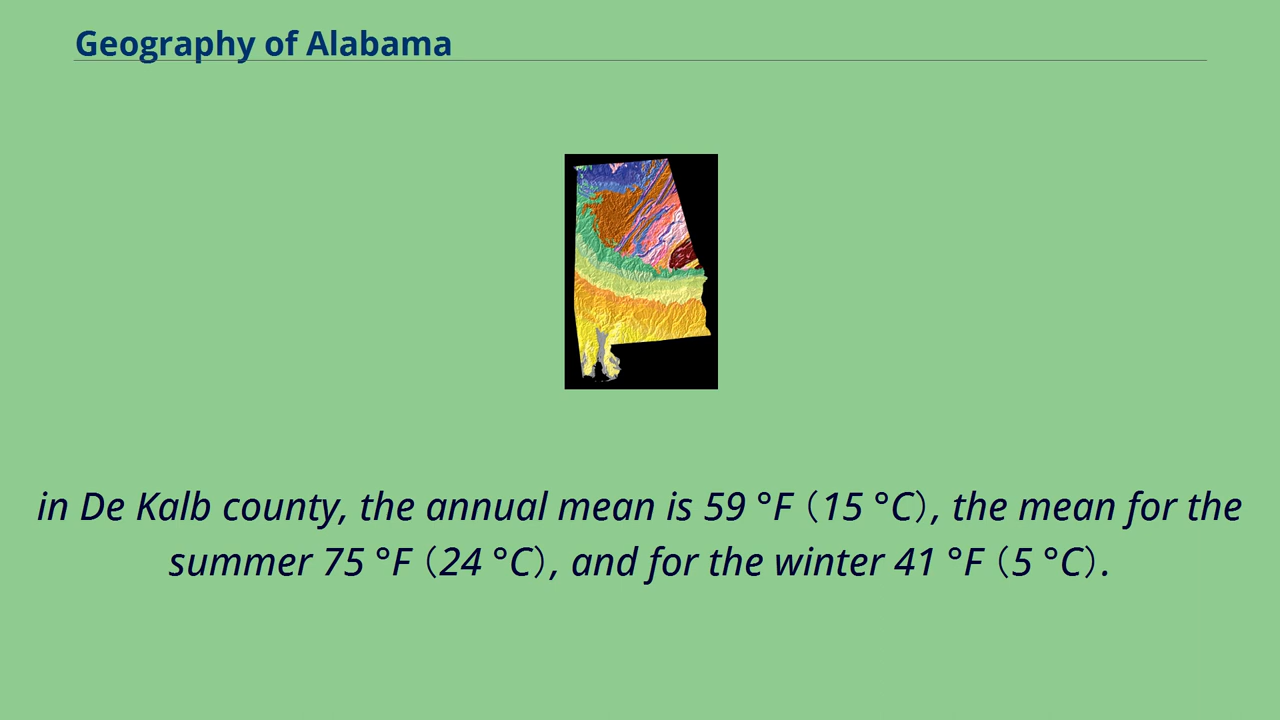 Geography of Alabama
in De Kalb county, the annual mean is 59 °F (15 °C), the mean for the
summer 75 °F (24 °C), and for the winter 41 °F (5 °C).